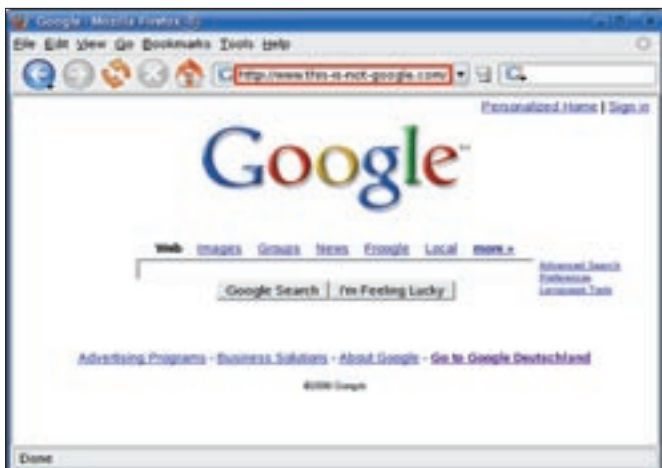 Google - Mozilla Firefox
File Edit View Go Bookmarks Tools Help
http://www.this-is-not-google.com/
Personalized Home | Sign in
Google™
Web Images Groups News Froogle Local more »
Advanced Search
Preferences
Language Tools
Google Search I'm Feeling Lucky
Advertising Programs - Business Solutions - About Google - Go to Google Deutschland
Google
Done